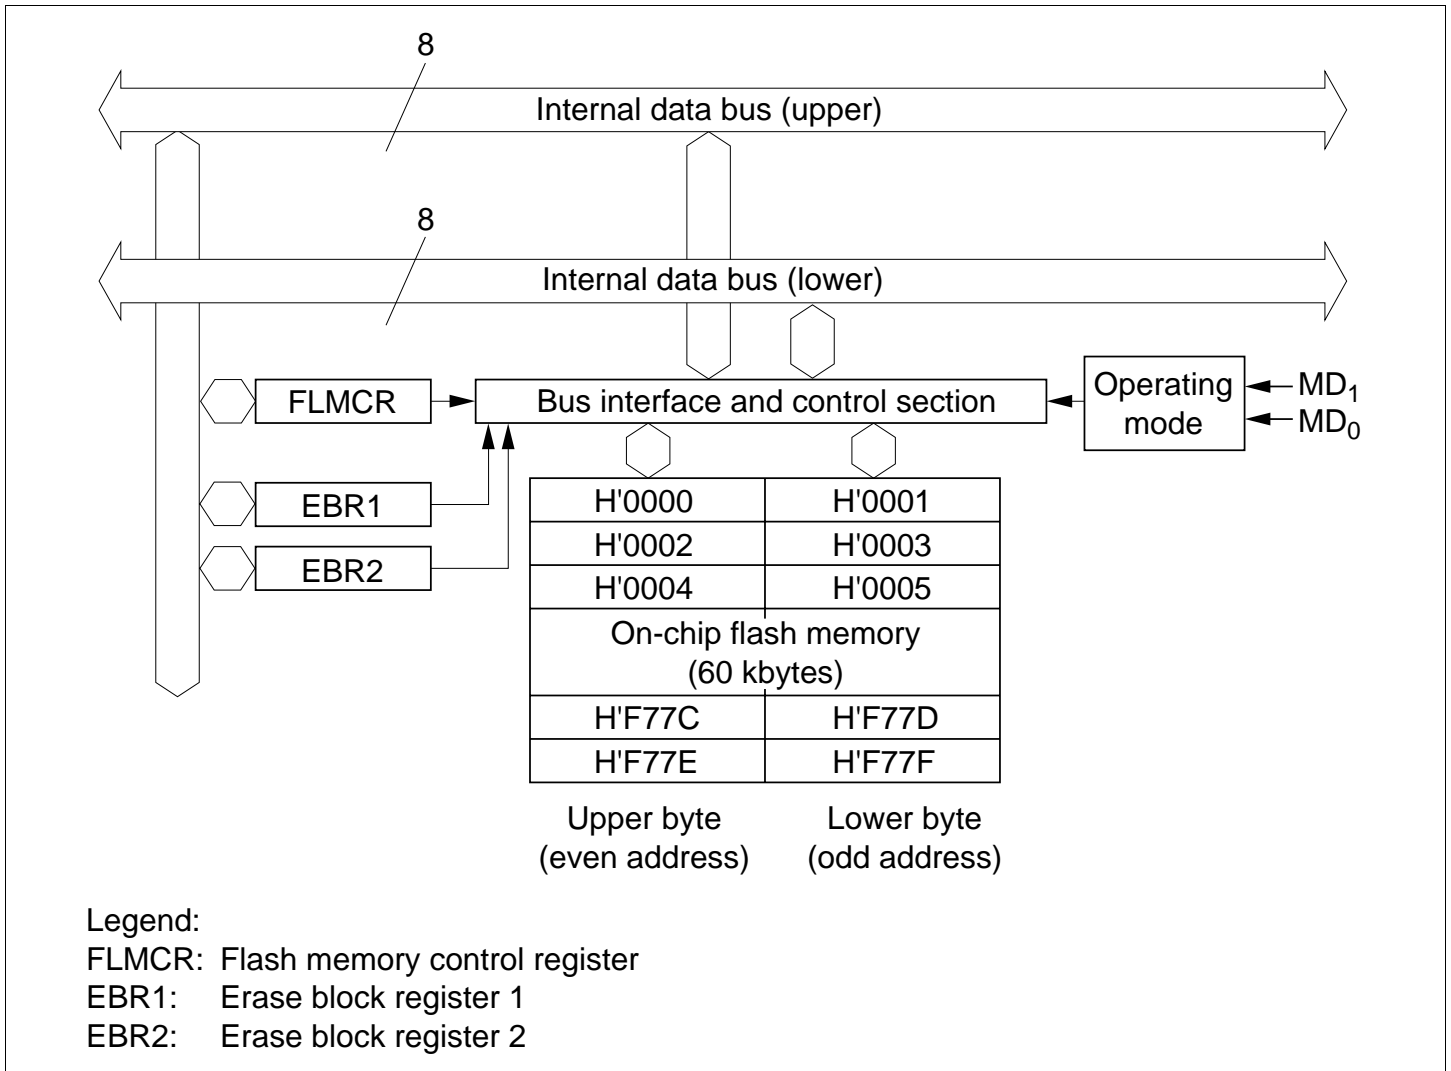 8
Internal data bus (upper)
8
Internal data bus (lower)
FLMCR
Bus interface and control section
Operating
mode
MD1
MD0
EBR1
EBR2
H'0000 H'0001
H'0002 H'0003
H'0004 H'0005
On-chip flash memory
(60 kbytes)
H'F77C H'F77D
H'F77E H'F77F
Upper byte
(even address)
Lower byte
(odd address)
Legend:
FLMCR: Flash memory control register
EBR1: Erase block register 1
EBR2: Erase block register 2